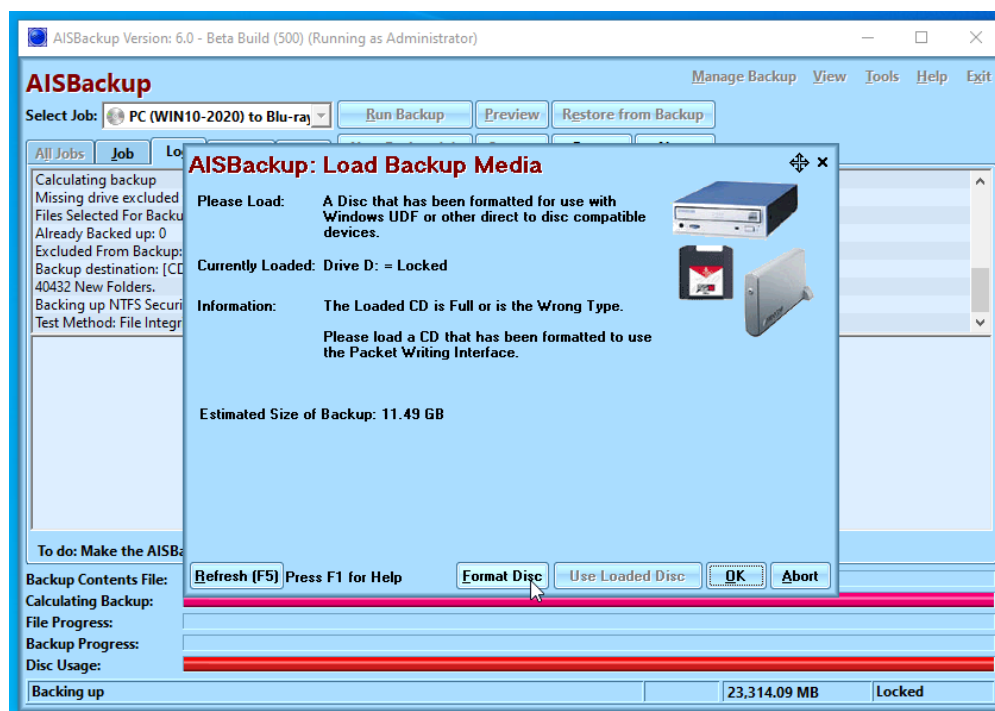 AISBackup Version: 6.0 - Beta Build (500) (Running as Administrator)
AISBackup
Manage Backup View Tools Help Exit
Select Job: PC (WIN10-2020) to Blu-ray
Run Backup Preview Restore from Backup
All Jobs Job Lo
AISBackup: Load Backup Media
Calculating backup
Missing drive excluded
Files Selected For Backu
Already Backed up: 0
Excluded From Backup:
Backup destination: [CD
40432 New Folders.
Backing up NTFS Securi
Test Method: File Integr
Please Load: A Disc that has been formatted for use with
Windows UDF or other direct to disc compatible
devices.
Currently Loaded: Drive D: = Locked
Information: The Loaded CD is Full or is the Wrong Type.
Please load a CD that has been formatted to use
the Packet Writing Interface.
Estimated Size of Backup: 11.49 GB
To do: Make the AISBa
Refresh (F5) Press F1 for Help Format Disc Use Loaded Disc OK Abort
Backup Contents File:
Calculating Backup:
File Progress:
Backup Progress:
Disc Usage:
Backing up 23,314.09 MB Locked